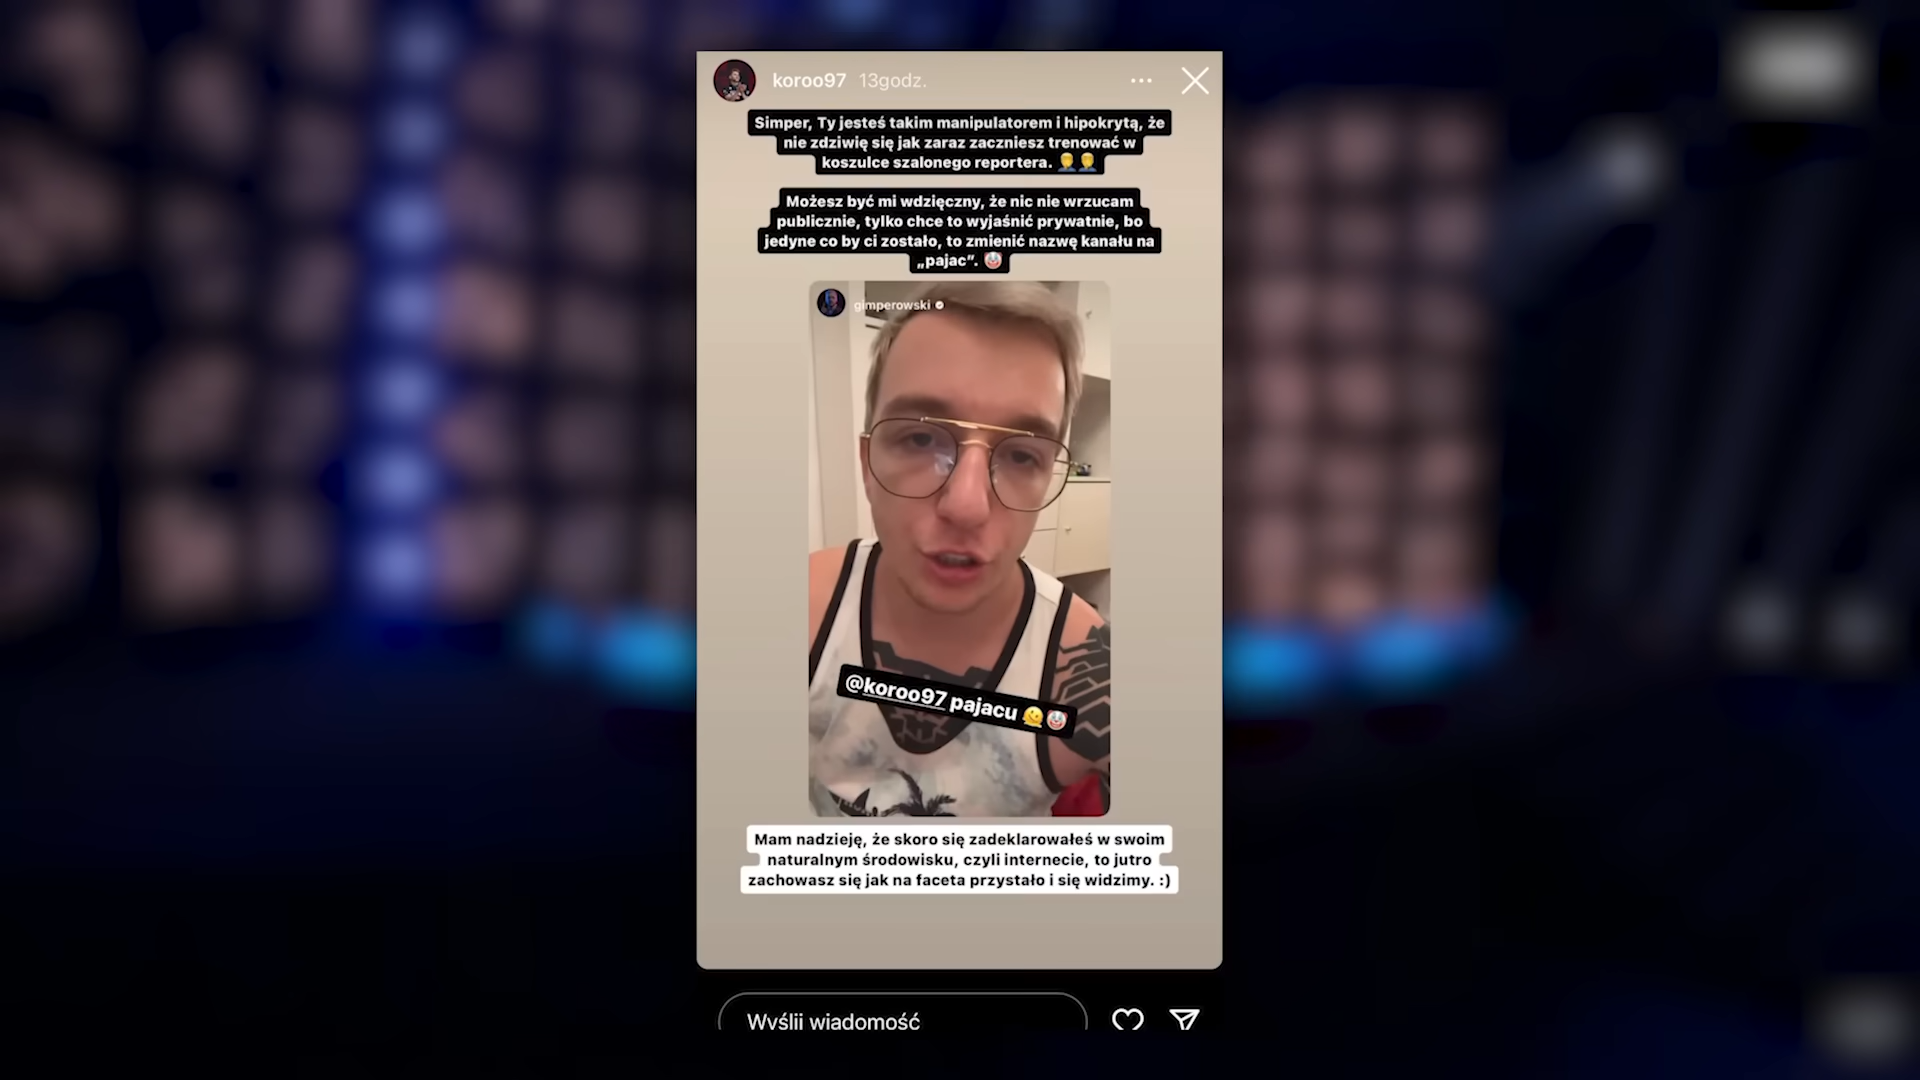 koroo97 13godz.
Simper, Ty jesteś takim manipulatorem i hipokrytą, że
nie zdziwię się jak zaraz zaczniesz trenować w
koszulce szalonego reportera. 🤦‍♂️🤦‍♂️
Możesz być mi wdzięczny, że nic nie wrzucam
publicznie, tylko chce to wyjaśnić prywatnie, bo
jedyne co by ci zostało, to zmienić nazwę kanału na
„pajac“. 🤡
gimperowski
@koroo97 pajacu 🫠🤡
Mam nadzieję, że skoro się zadeklarowałeś w swoim
naturalnym środowisku, czyli internecie, to jutro
zachowasz się jak na faceta przystało i się widzimy. :)
Wyślij wiadomość